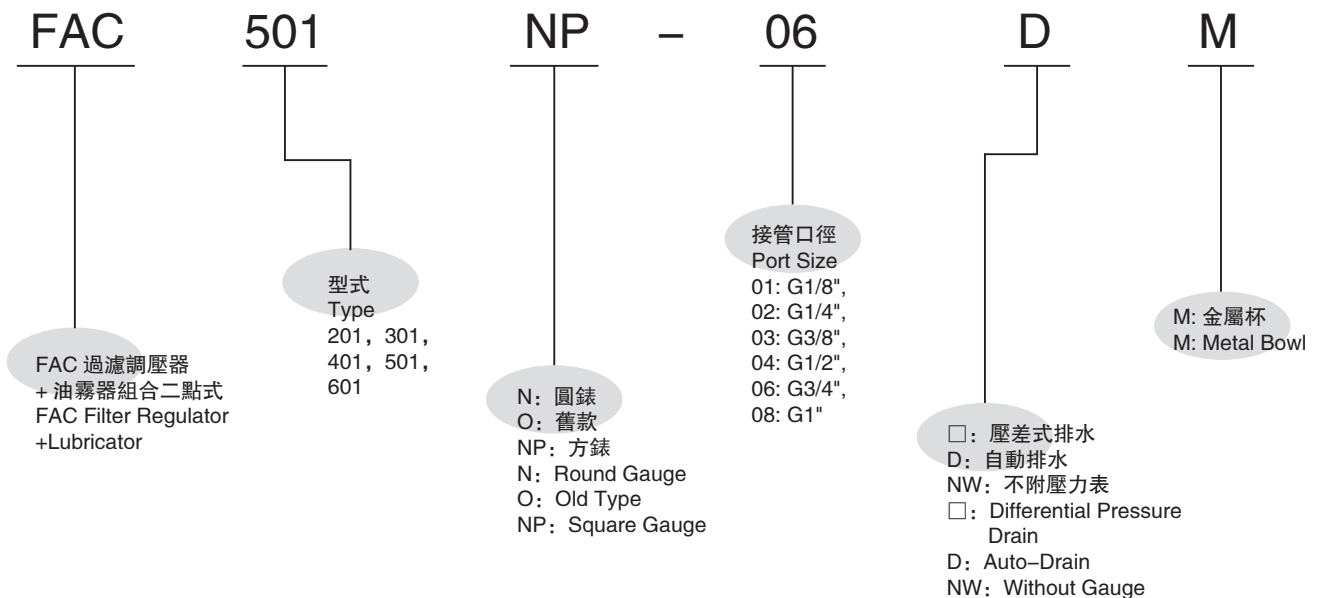 FAC 501 NP – 06 D M
FAC 過濾調壓器
+ 油霧器組合二點式
FAC Filter Regulator
+Lubricator
型式
Type
201，301，
401，501，
601
N：圓錶
O：舊款
NP：方錶
N：Round Gauge
O：Old Type
NP：Square Gauge
接管口徑
Port Size
01: G1/8",
02: G1/4",
03: G3/8",
04: G1/2",
06: G3/4",
08: G1"
□：壓差式排水
D：自動排水
NW：不附壓力表
□：Differential Pressure
Drain
D：Auto–Drain
NW：Without Gauge
M: 金屬杯
M: Metal Bowl